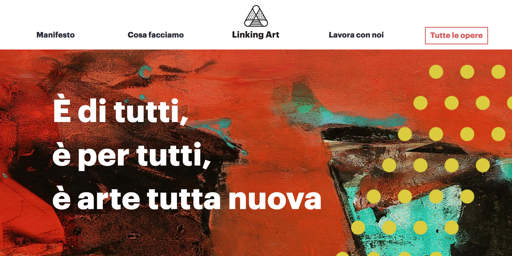 Manifesto
Cosa facciamo
Linking Art
Lavora con noi
Tutte le opere
È di tutti,
è per tutti,
è arte tutta nuova